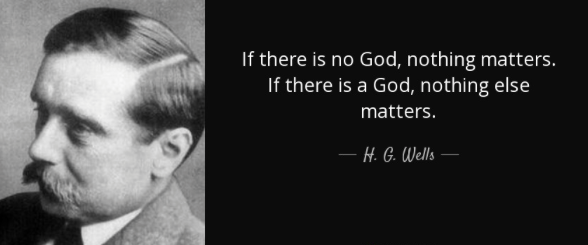 If there is no God, nothing matters.
If there is a God, nothing else
matters.
— H. G. Wells —